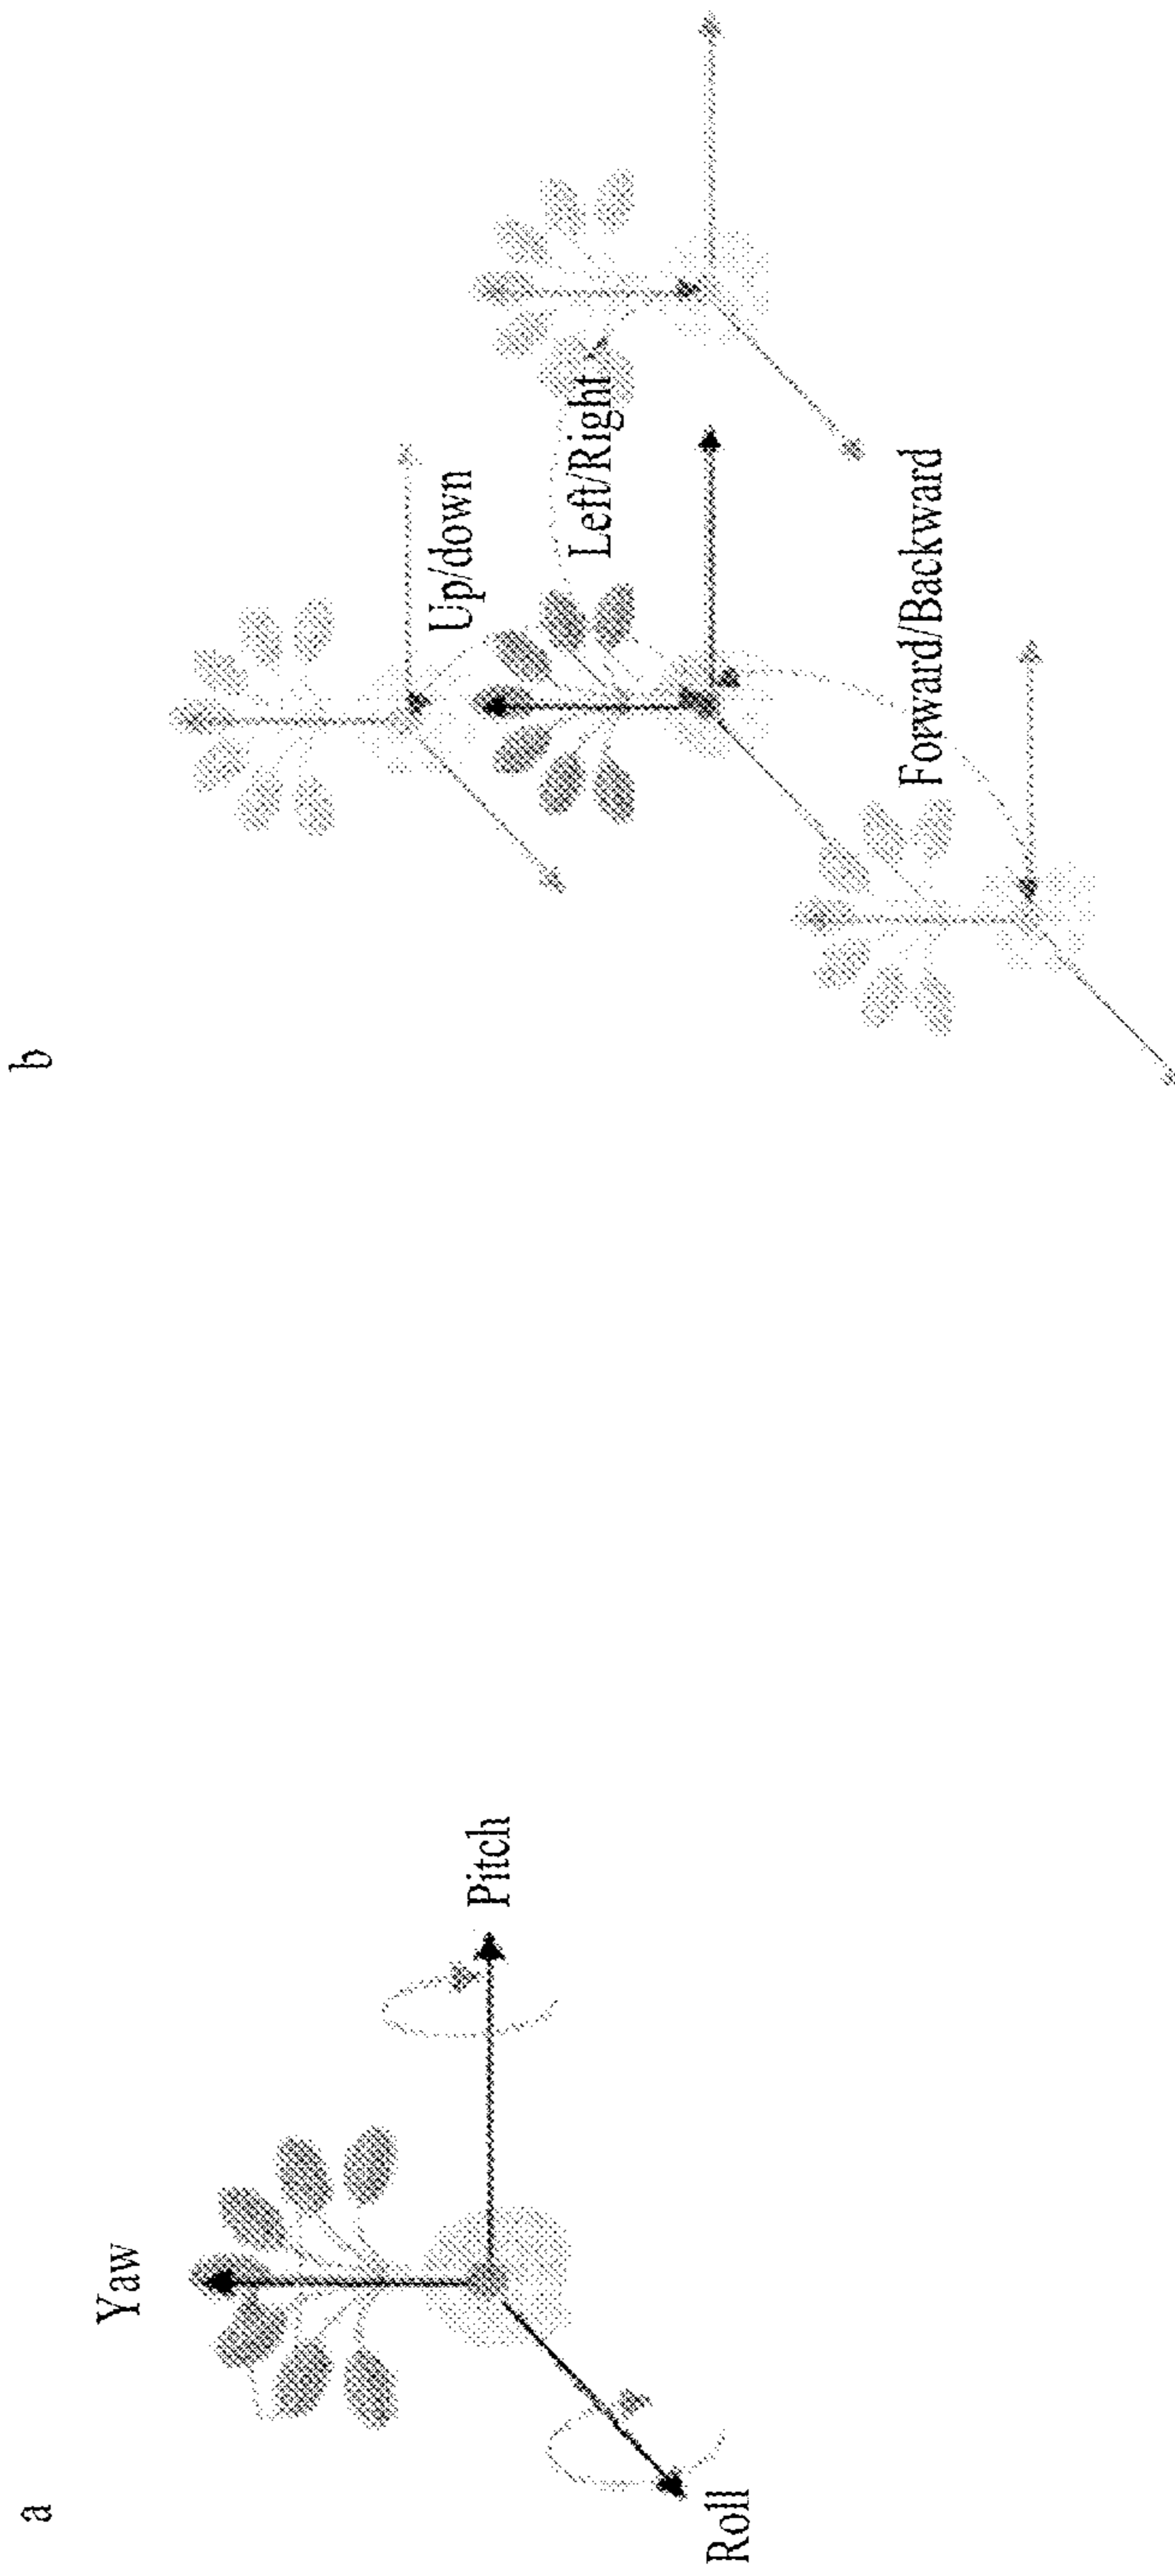 a
Yaw
Pitch
Roll
b
Up/down
Left/Right
Forward/Backward